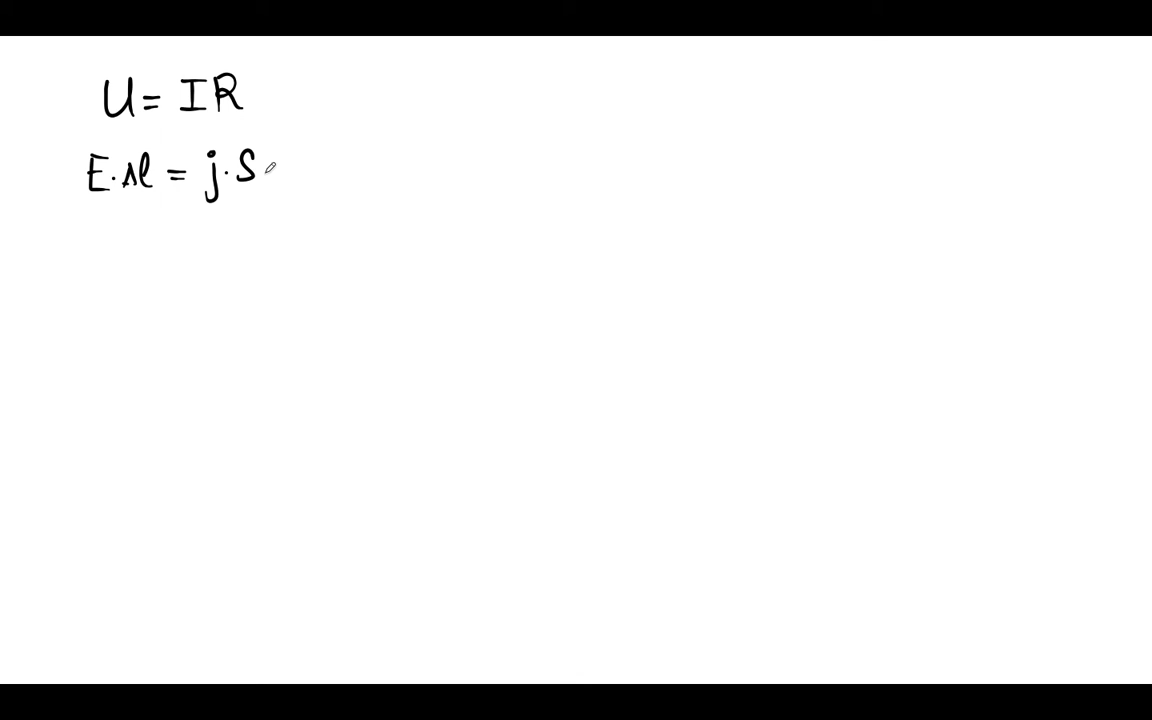 U = IR
E · Δl = j · S